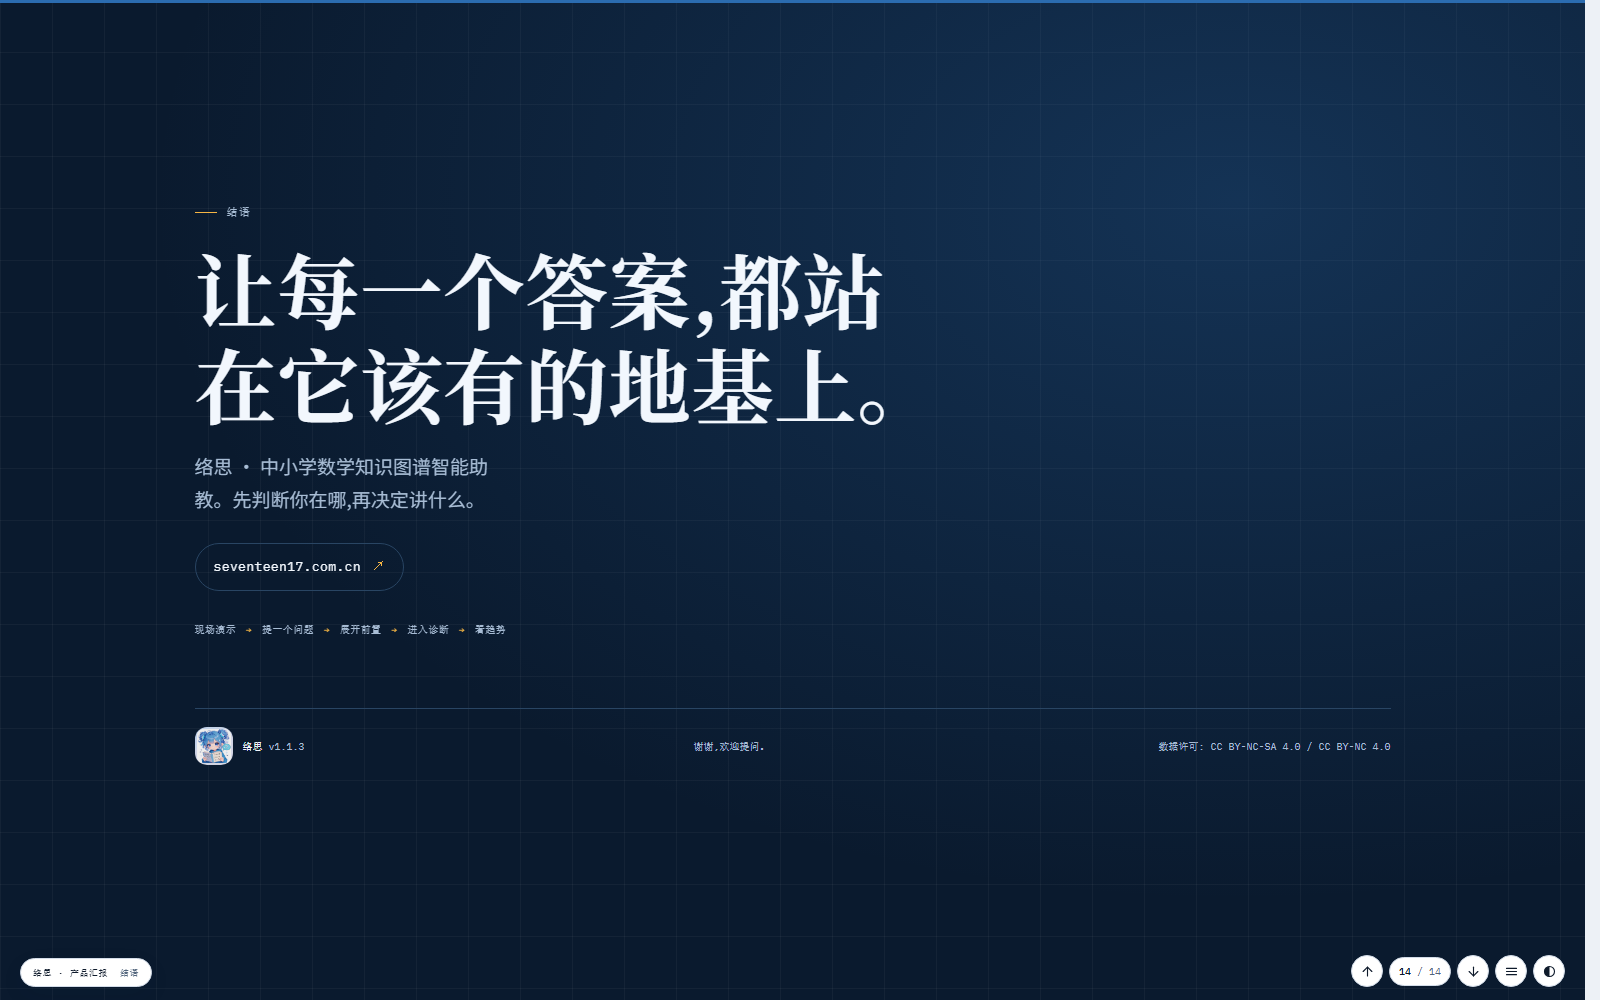 结语
让每一个答案,都站
在它该有的地基上。
络思 · 中小学数学知识图谱智能助
教。先判断你在哪,再决定讲什么。
seventeen17.com.cn ↗
现场演示 → 提一个问题 → 展开前置 → 进入诊断 → 看趋势
络思 v1.1.3
谢谢,欢迎提问.
数据许可: CC BY-NC-SA 4.0 / CC BY-NC 4.0
络思 · 产品汇报 结语
14 / 14